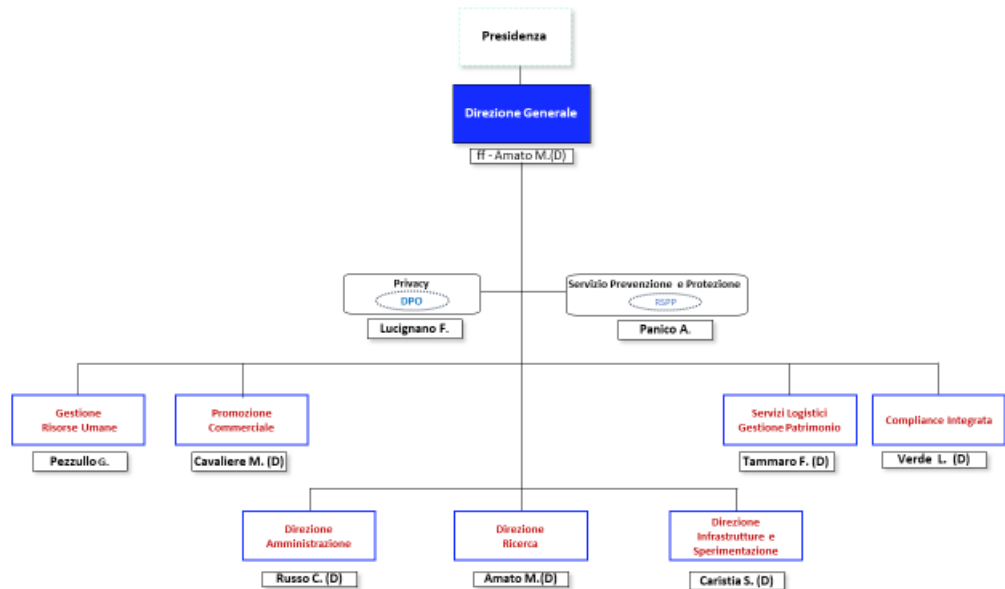 Presidenza
Direzione Generale
ff - Amato M.(D)
Privacy
DPO
Lucignano F.
Servizio Prevenzione e Protezione
RSPP
Panico A.
Gestione
Risorse Umane
Pezzullo G.
Promozione
Commerciale
Cavaliere M. (D)
Servizi Logistici
Gestione Patrimonio
Tammaro F. (D)
Compliance Integrata
Verde L. (D)
Direzione
Amministrazione
Russo C. (D)
Direzione
Ricerca
Amato M.(D)
Direzione
Infrastrutture e
Sperimentazione
Caristia S. (D)